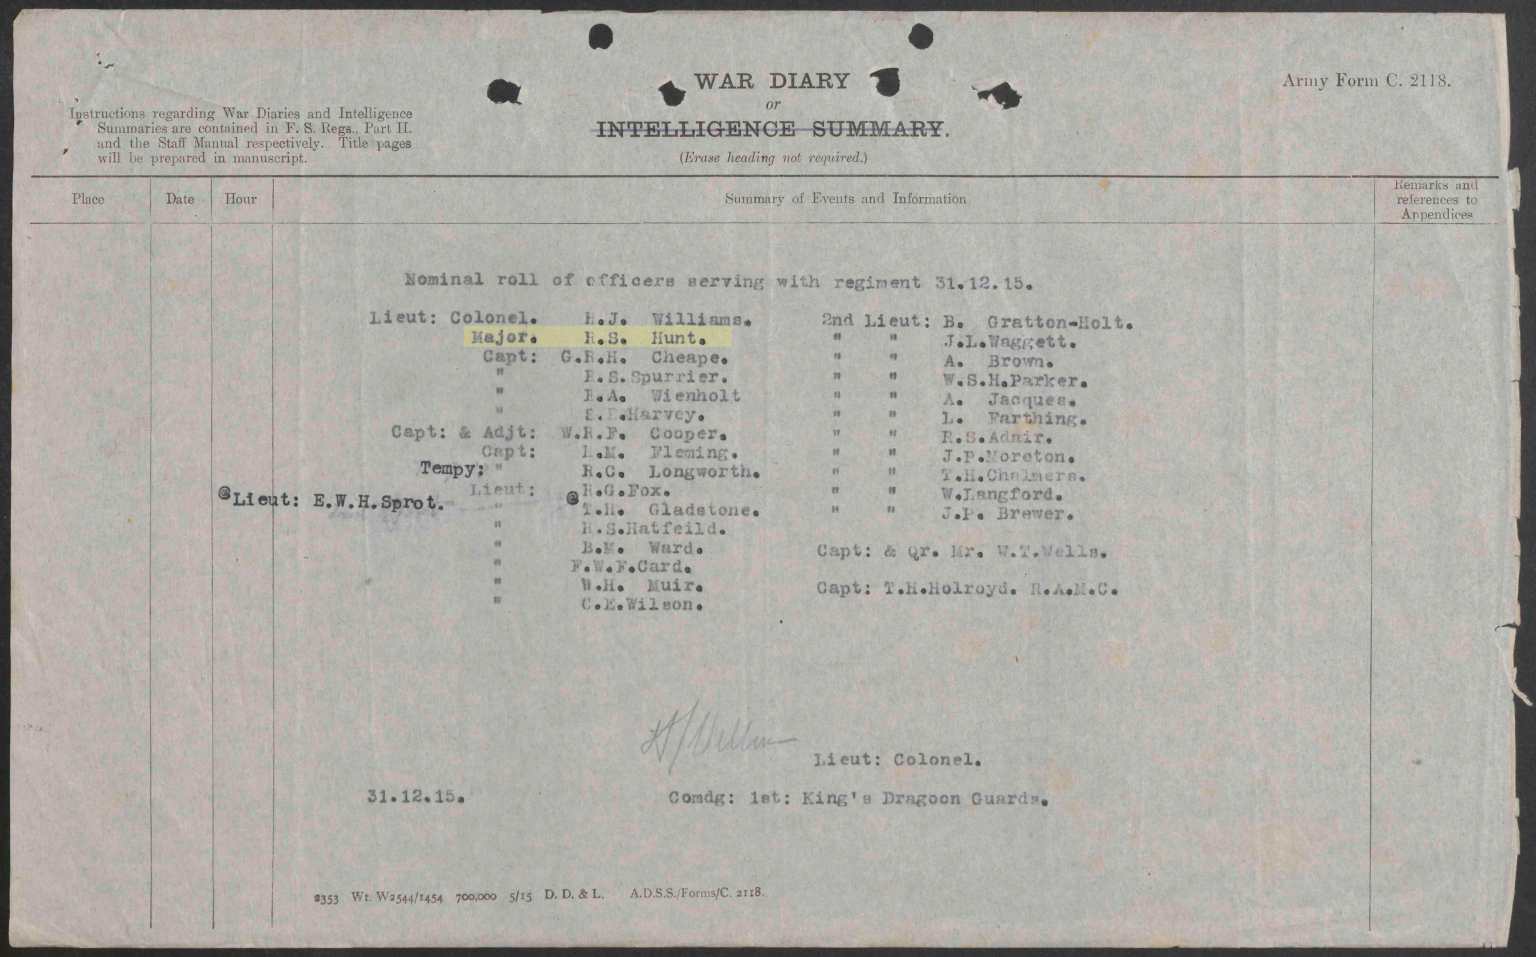 WAR DIARY
or
INTELLIGENCE SUMMARY.
(Erase heading not required.)
Army Form C. 2118.
Instructions regarding War Diaries and Intelligence
Summaries are contained in F. S. Regs., Part II.
and the Staff Manual respectively. Title pages
will be prepared in manuscript.
Place Date Hour Summary of Events and Information Remarks and references to Appendices
Nominal roll of officers serving with regiment 31.12.15.
Lieut: Colonel. H.J. Williams.
Major. R.S. Hunt.
Capt: G.R.H. Cheape.
" R.S.Spurrier.
" Wienholt
" Harvey.
Capt: & Adjt: W.R.F. Cooper.
Capt: Fleming.
Tempy: " R.C. Longworth.
Lieut: R.G.Fox.
@Lieut: E.W.H.Sprot.
@
" T.H. Gladstone.
" H.S.Hatfeild.
" B.M. Ward.
" F.W.F.Card.
" W.H. Muir.
" C.E.Wilson.
2nd Lieut: B. Gratton-Holt.
" " J.L.Waggett.
" " A. Brown.
" " W.S.H.Parker.
" " A. Jacques.
" " L. Farthing.
" " R.S.Adair.
" " J.P.Moreton.
" " T.H.Chalmers.
" " W.Langford.
" " J.P. Brewer.
Capt: & Qr. Mr. W.T.Wells.
Capt: T.H.Holroyd. R.A.M.C.
Lieut: Colonel.
31.12.15.
Comdg: 1st: King's Dragoon Guards.
2353 Wt. W2544/1454 700,000 5/15 D. D. & L. A.D.S.S./Forms/C. 2118.